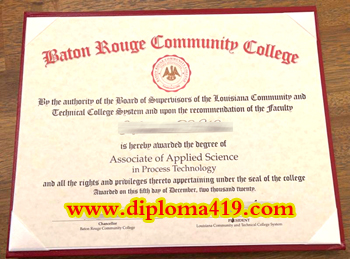 Baton Rouge Community College
By the authority of the Board of Supervisors of the Louisiana Community and
Technical College System and upon the recommendation of the Faculty
is hereby awarded the degree of
Associate of Applied Science
in Process Technology
and all the rights and privileges thereto appertaining under the seal of the college
Awarded on this fifth day of December, two thousand twenty.
www.diploma419.com
Chancellor
Baton Rouge Community College
PRESIDENT
Louisiana Community and Technical College System